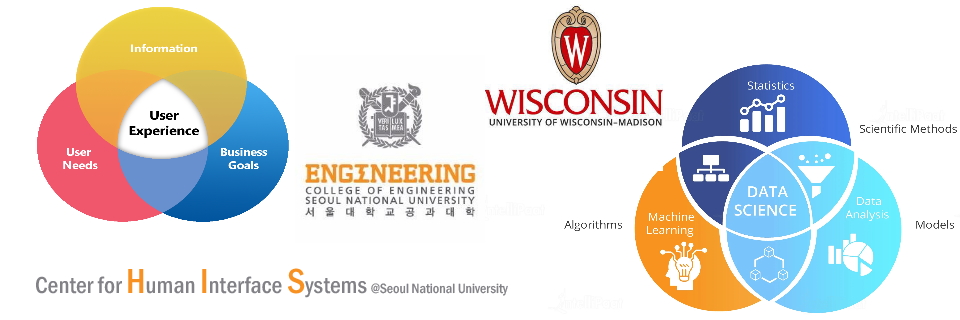 Information
User
Experience
User
Needs
Business
Goals
VERI
LUX
TAS
MEA
ENGINEERING
COLLEGE OF ENGINEERING
SEOUL NATIONAL UNIVERSITY
서울대학교공과대학
W
WISCONSIN
UNIVERSITY OF WISCONSIN–MADISON
Statistics
Scientific Methods
DATA
SCIENCE
Machine
Learning
Data
Analysis
Algorithms
Models
Center for Human Interface Systems @Seoul National University